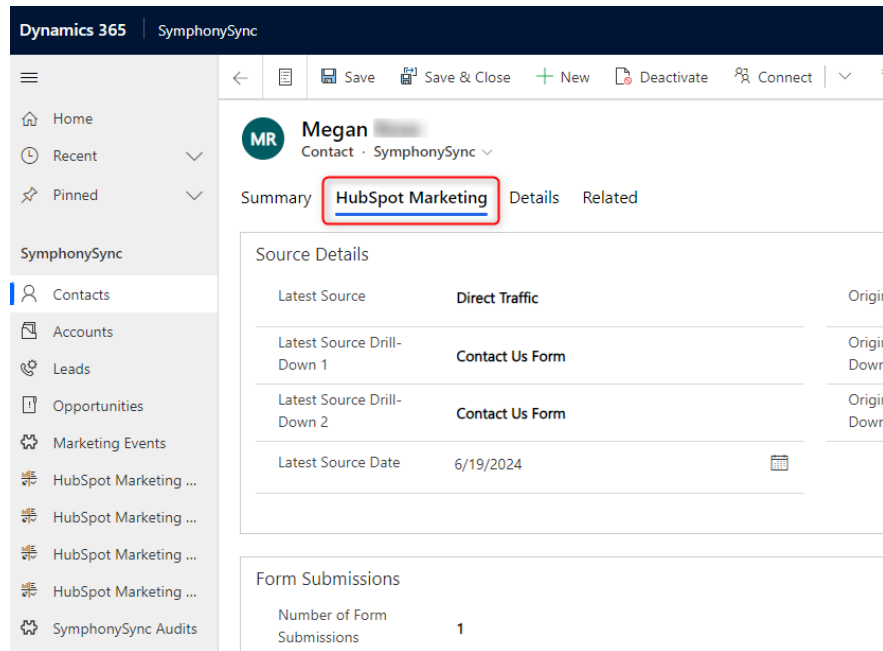 Dynamics 365 SymphonySync
Save Save & Close New Deactivate Connect
Home
Recent
Pinned
SymphonySync
Contacts
Accounts
Leads
Opportunities
Marketing Events
HubSpot Marketing ...
HubSpot Marketing ...
HubSpot Marketing ...
HubSpot Marketing ...
SymphonySync Audits
MR
Megan
Contact · SymphonySync
Summary HubSpot Marketing Details Related
Source Details
Latest Source Direct Traffic
Latest Source Drill-
Down 1
Contact Us Form
Latest Source Drill-
Down 2
Contact Us Form
Latest Source Date 6/19/2024
Form Submissions
Number of Form
Submissions
1